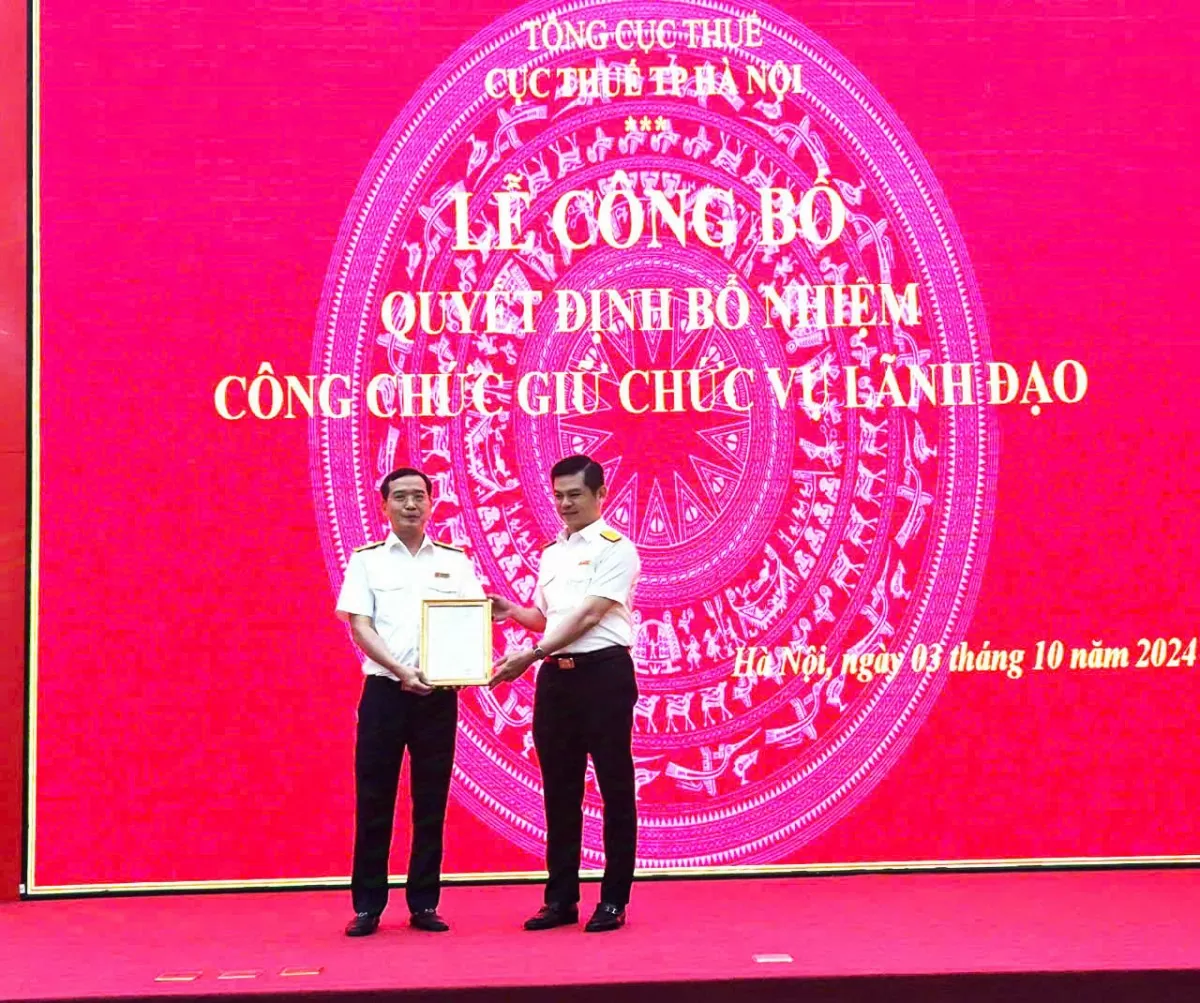 TỔNG CỤC THUẾ
CỤC THUẾ TP HÀ NỘI
***
LỄ CÔNG BỐ
QUYẾT ĐỊNH BỔ NHIỆM
CÔNG CHỨC GIỮ CHỨC VỤ LÃNH ĐẠO
Hà Nội, ngày 03 tháng 10 năm 2024